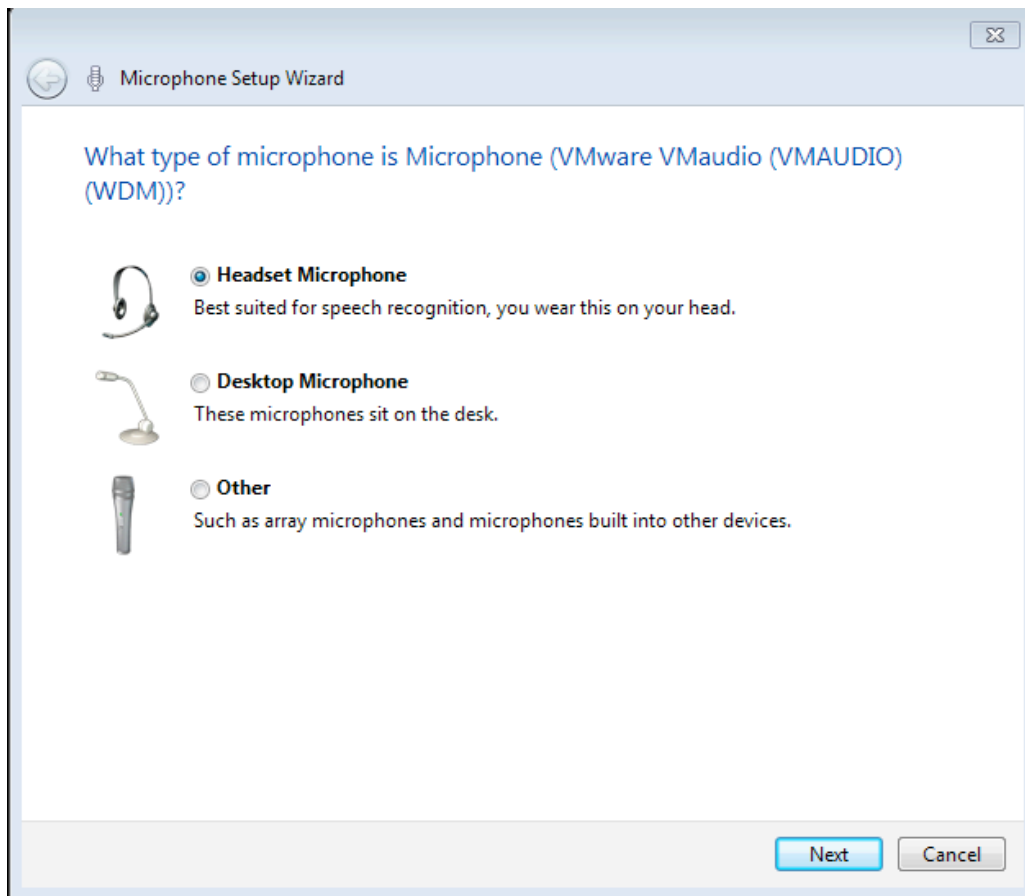 Microphone Setup Wizard
What type of microphone is Microphone (VMware VMaudio (VMAUDIO)
(WDM))?
Headset Microphone
Best suited for speech recognition, you wear this on your head.
Desktop Microphone
These microphones sit on the desk.
Other
Such as array microphones and microphones built into other devices.
Next
Cancel